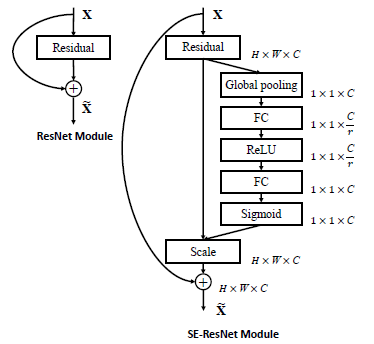 X
Residual
+
X̃
ResNet Module
X
Residual
H × W × C
Global pooling
1 × 1 × C
FC
1 × 1 × C/r
ReLU
1 × 1 × C/r
FC
1 × 1 × C
Sigmoid
1 × 1 × C
Scale
H × W × C
+
H × W × C
X̃
SE-ResNet Module